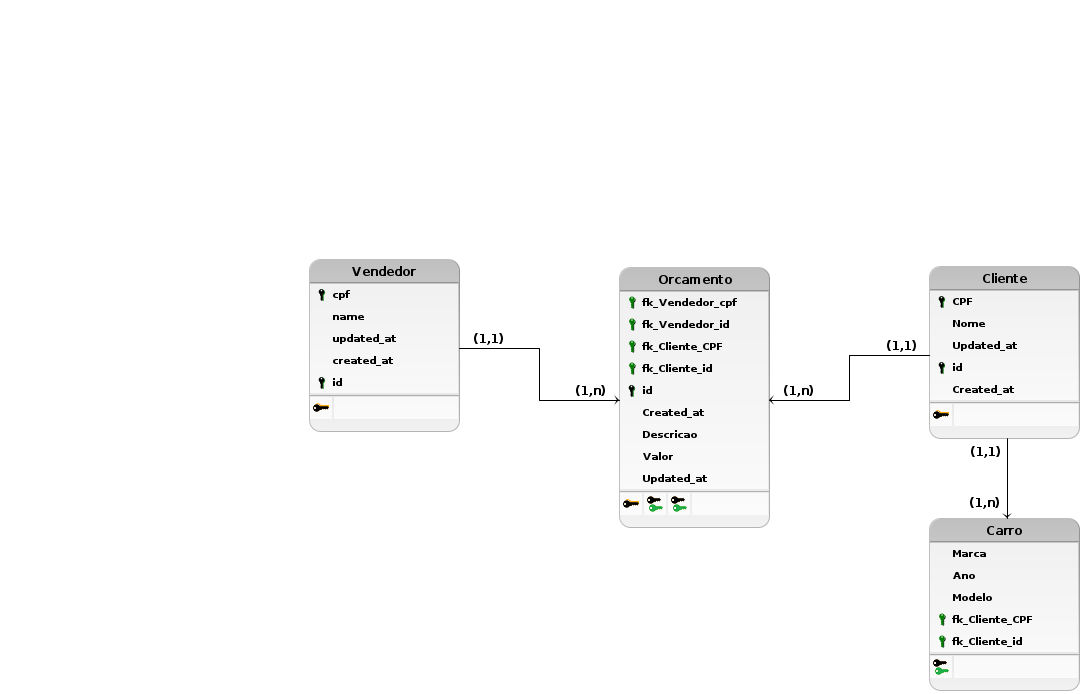 Vendedor
cpf
name
updated_at
created_at
id
(1,1)
(1,n)
Orcamento
fk_Vendedor_cpf
fk_Vendedor_id
fk_Cliente_CPF
fk_Cliente_id
id
Created_at
Descricao
Valor
Updated_at
(1,n)
(1,1)
Cliente
CPF
Nome
Updated_at
id
Created_at
(1,1)
(1,n)
Carro
Marca
Ano
Modelo
fk_Cliente_CPF
fk_Cliente_id